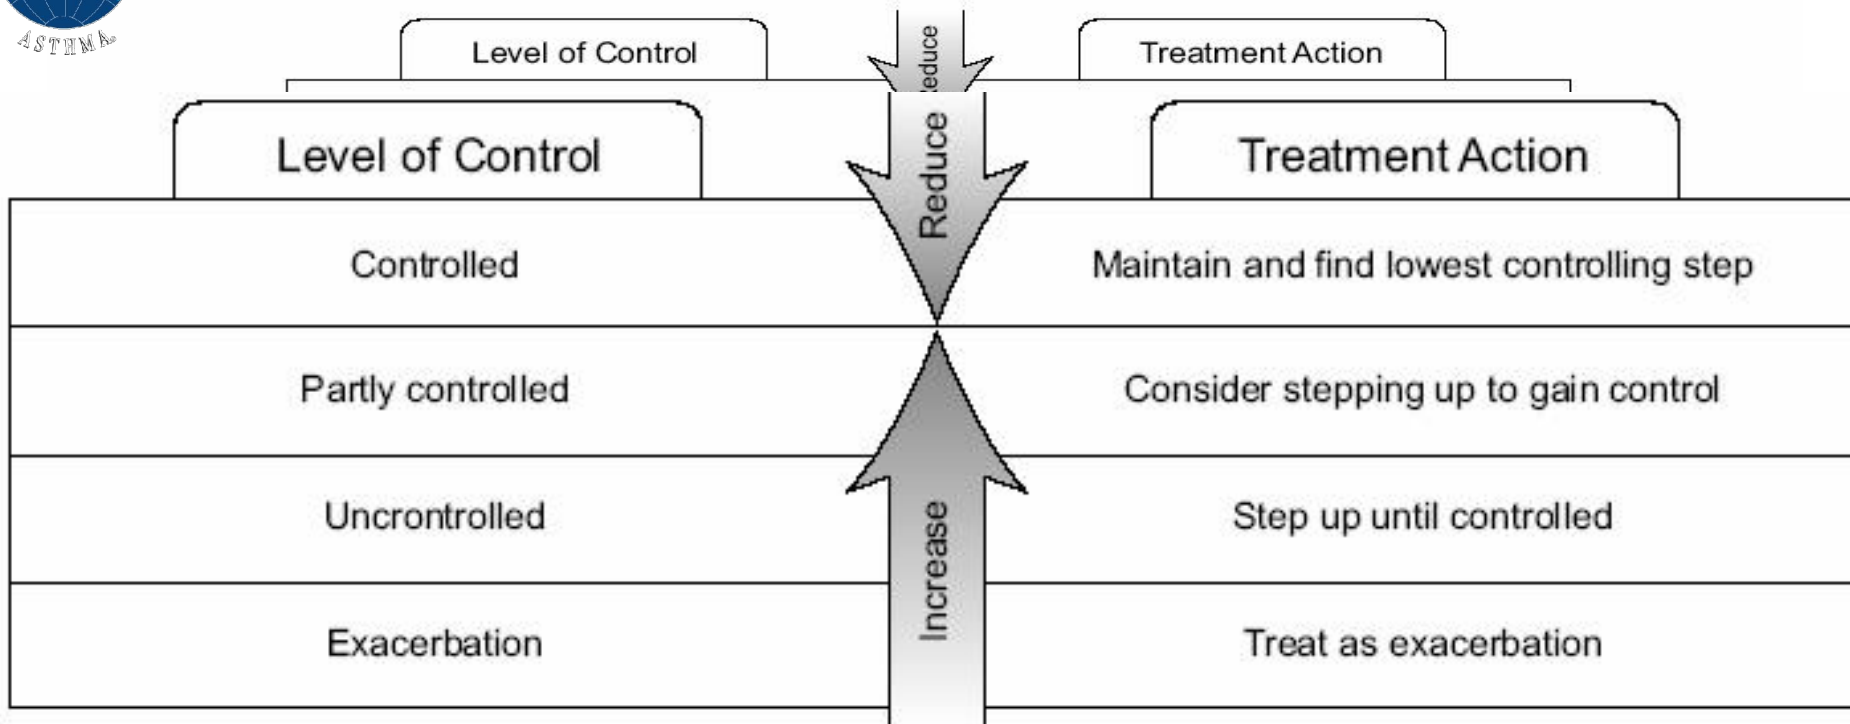 ASTHMA
Level of Control
Reduce
Treatment Action
Level of Control
Reduce
Treatment Action
Controlled
Maintain and find lowest controlling step
Partly controlled
Consider stepping up to gain control
Uncrontrolled
Step up until controlled
Increase
Exacerbation
Treat as exacerbation